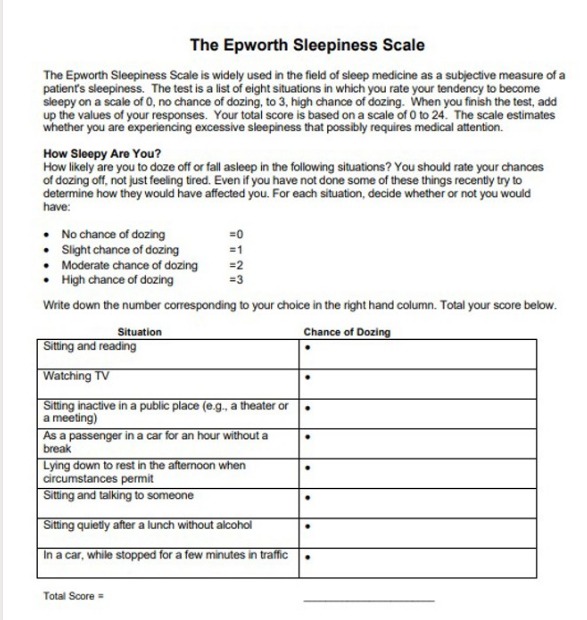 The Epworth Sleepiness Scale
The Epworth Sleepiness Scale is widely used in the field of sleep medicine as a subjective measure of a
patient's sleepiness. The test is a list of eight situations in which you rate your tendency to become
sleepy on a scale of 0, no chance of dozing, to 3, high chance of dozing. When you finish the test, add
up the values of your responses. Your total score is based on a scale of 0 to 24. The scale estimates
whether you are experiencing excessive sleepiness that possibly requires medical attention.
How Sleepy Are You?
How likely are you to doze off or fall asleep in the following situations? You should rate your chances
of dozing off, not just feeling tired. Even if you have not done some of these things recently try to
determine how they would have affected you. For each situation, decide whether or not you would
have:
• No chance of dozing =0
• Slight chance of dozing =1
• Moderate chance of dozing =2
• High chance of dozing =3
Write down the number corresponding to your choice in the right hand column. Total your score below.
Situation Chance of Dozing
Sitting and reading •
Watching TV •
Sitting inactive in a public place (e.g., a theater or •
a meeting)
As a passenger in a car for an hour without a •
break
Lying down to rest in the afternoon when •
circumstances permit
Sitting and talking to someone •
Sitting quietly after a lunch without alcohol •
In a car, while stopped for a few minutes in traffic •
Total Score =